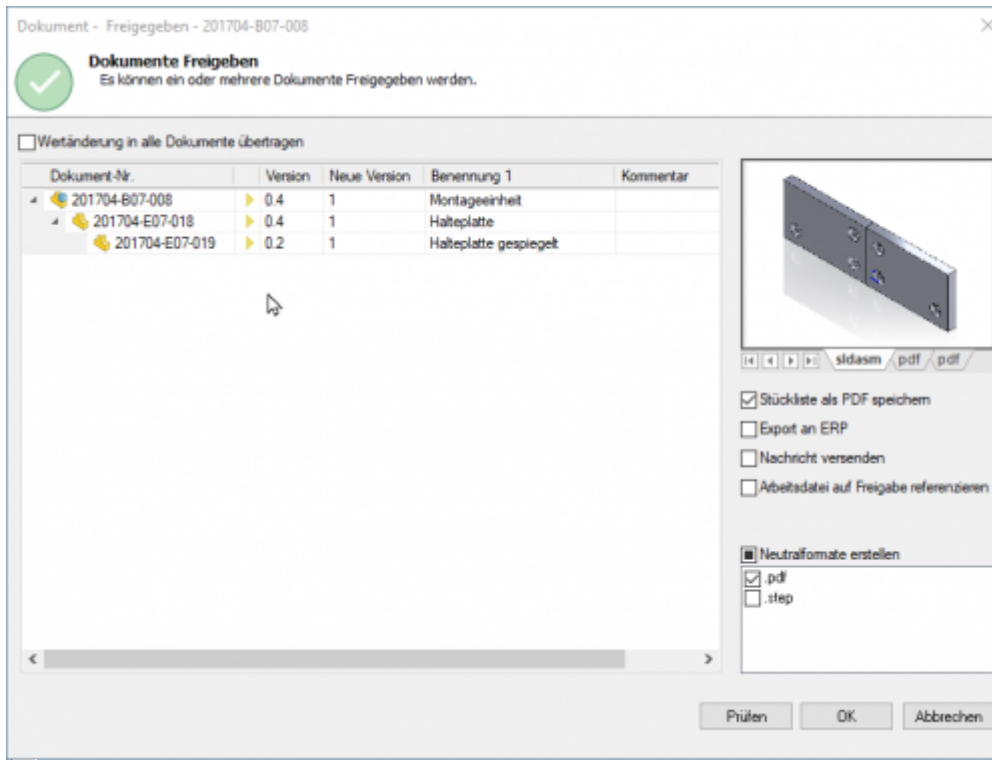 Dokument - Freigegeben - 201704-B07-008
Dokumente Freigeben
Es können ein oder mehrere Dokumente Freigegeben werden.
Wertänderung in alle Dokumente übertragen
Dokument-Nr. Version Neue Version Benennung 1 Kommentar
201704-B07-008 0.4 1 Montageeinheit
201704-E07-018 0.4 1 Halteplatte
201704-E07-019 0.2 1 Halteplatte gespiegelt
sldasm pdf pdf
Stückliste als PDF speichern
Export an ERP
Nachricht versenden
Arbeitsdatei auf Freigabe referenzieren
Neutralformate erstellen
.pdf
.step
Prüfen OK Abbrechen